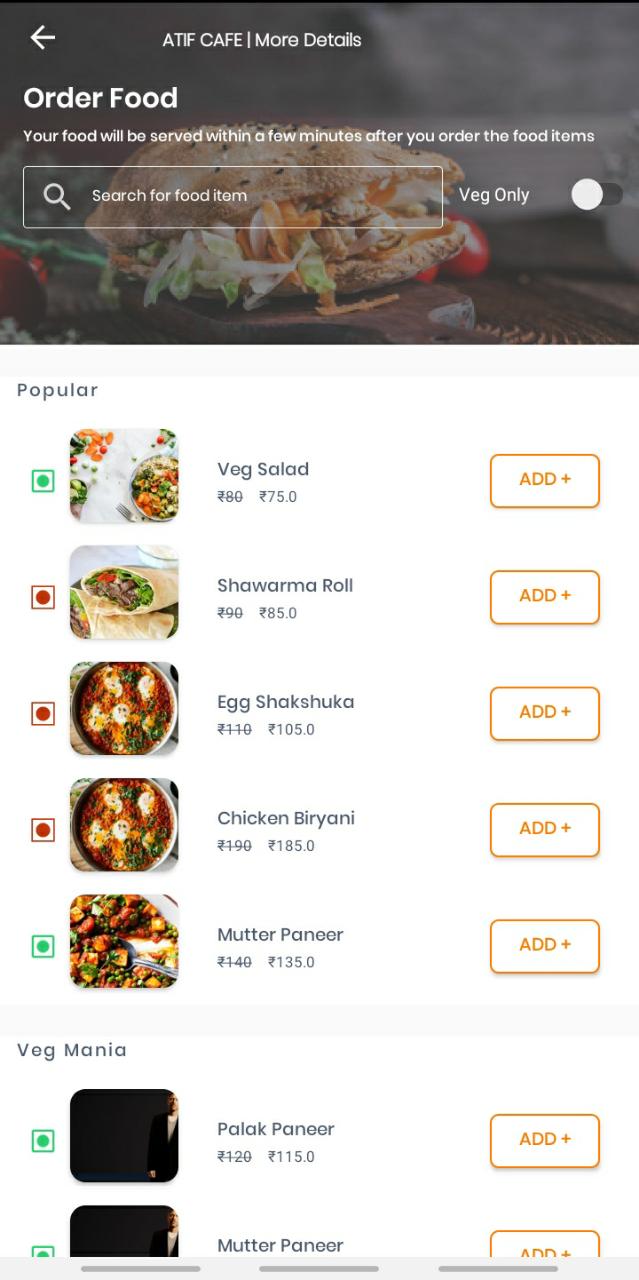 ATIF CAFE | More Details
Order Food
Your food will be served within a few minutes after you order the food items
Search for food item
Veg Only
Popular
Veg Salad
₹80 ₹75.0
ADD +
Shawarma Roll
₹90 ₹85.0
ADD +
Egg Shakshuka
₹110 ₹105.0
ADD +
Chicken Biryani
₹190 ₹185.0
ADD +
Mutter Paneer
₹140 ₹135.0
ADD +
Veg Mania
Palak Paneer
₹120 ₹115.0
ADD +
Mutter Paneer
ADD +